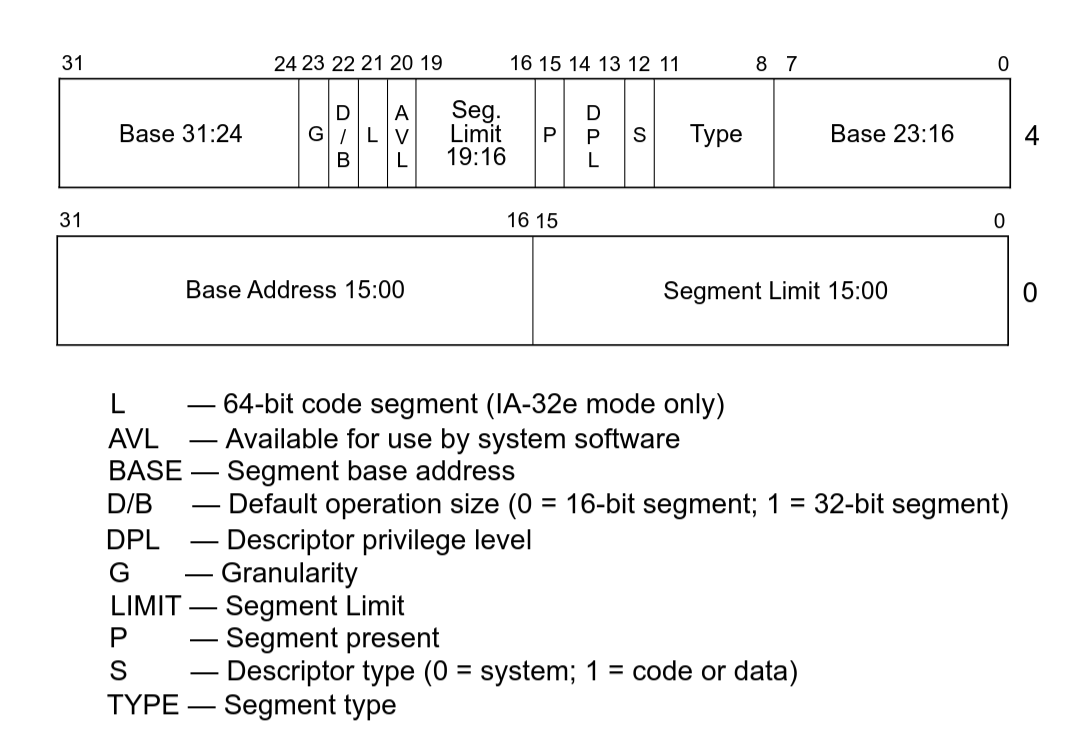 31 24 23 22 21 20 19 16 15 14 13 12 11 8 7 0
Base 31:24
G
D/B
L
AVL
Seg.
Limit
19:16
P
DPL
S
Type
Base 23:16
4
31 16 15 0
Base Address 15:00
Segment Limit 15:00
0
L — 64-bit code segment (IA-32e mode only)
AVL — Available for use by system software
BASE — Segment base address
D/B — Default operation size (0 = 16-bit segment; 1 = 32-bit segment)
DPL — Descriptor privilege level
G — Granularity
LIMIT — Segment Limit
P — Segment present
S — Descriptor type (0 = system; 1 = code or data)
TYPE — Segment type